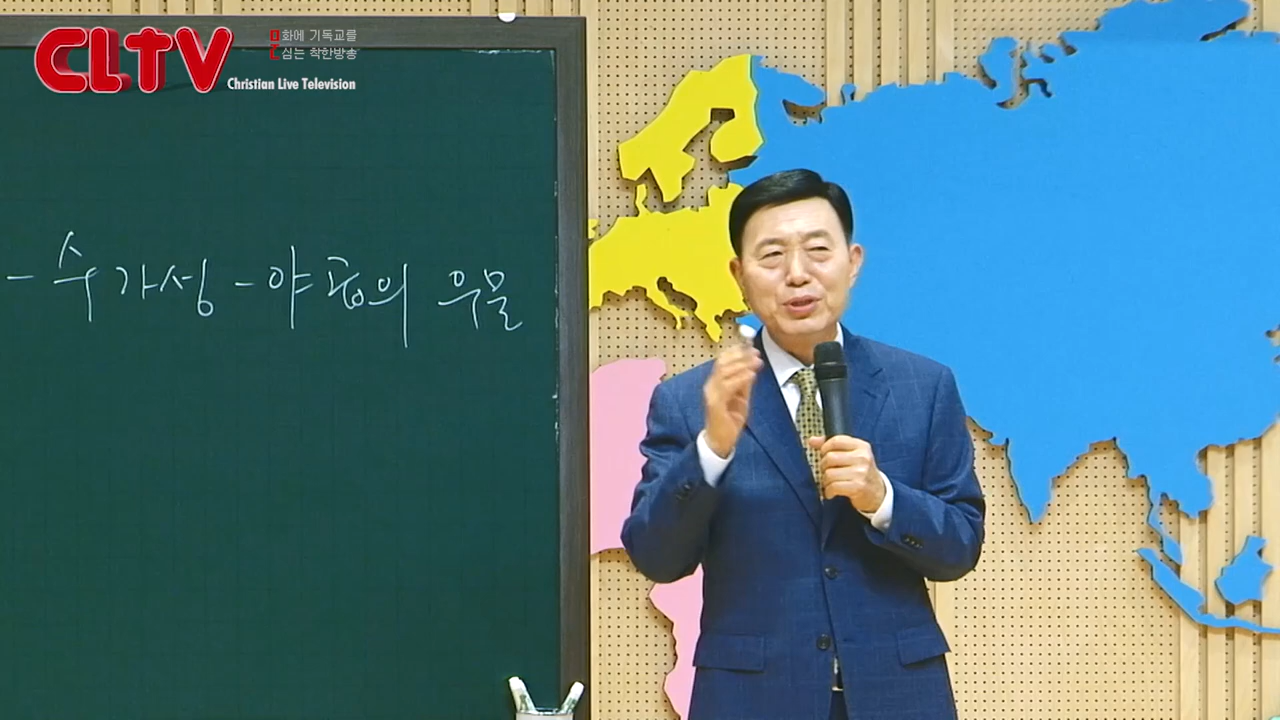 CLTV
문화에 기독교를
심는 착한방송
Christian Live Television
- 수가성 - 야곱의 우물